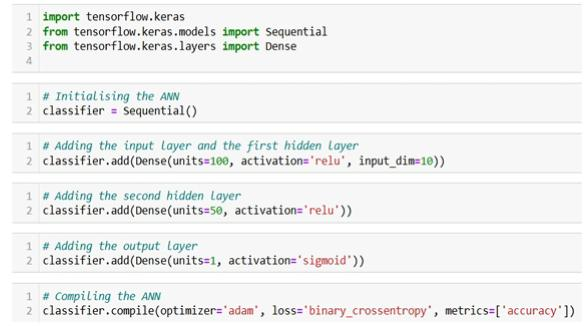 1 import tensorflow.keras
2 from tensorflow.keras.models import Sequential
3 from tensorflow.keras.layers import Dense
4
1 # Initialising the ANN
2 classifier = Sequential()
1 # Adding the input layer and the first hidden layer
2 classifier.add(Dense(units=100, activation='relu', input_dim=10))
1 # Adding the second hidden layer
2 classifier.add(Dense(units=50, activation='relu'))
1 # Adding the output layer
2 classifier.add(Dense(units=1, activation='sigmoid'))
1 # Compiling the ANN
2 classifier.compile(optimizer='adam', loss='binary_crossentropy', metrics=['accuracy'])